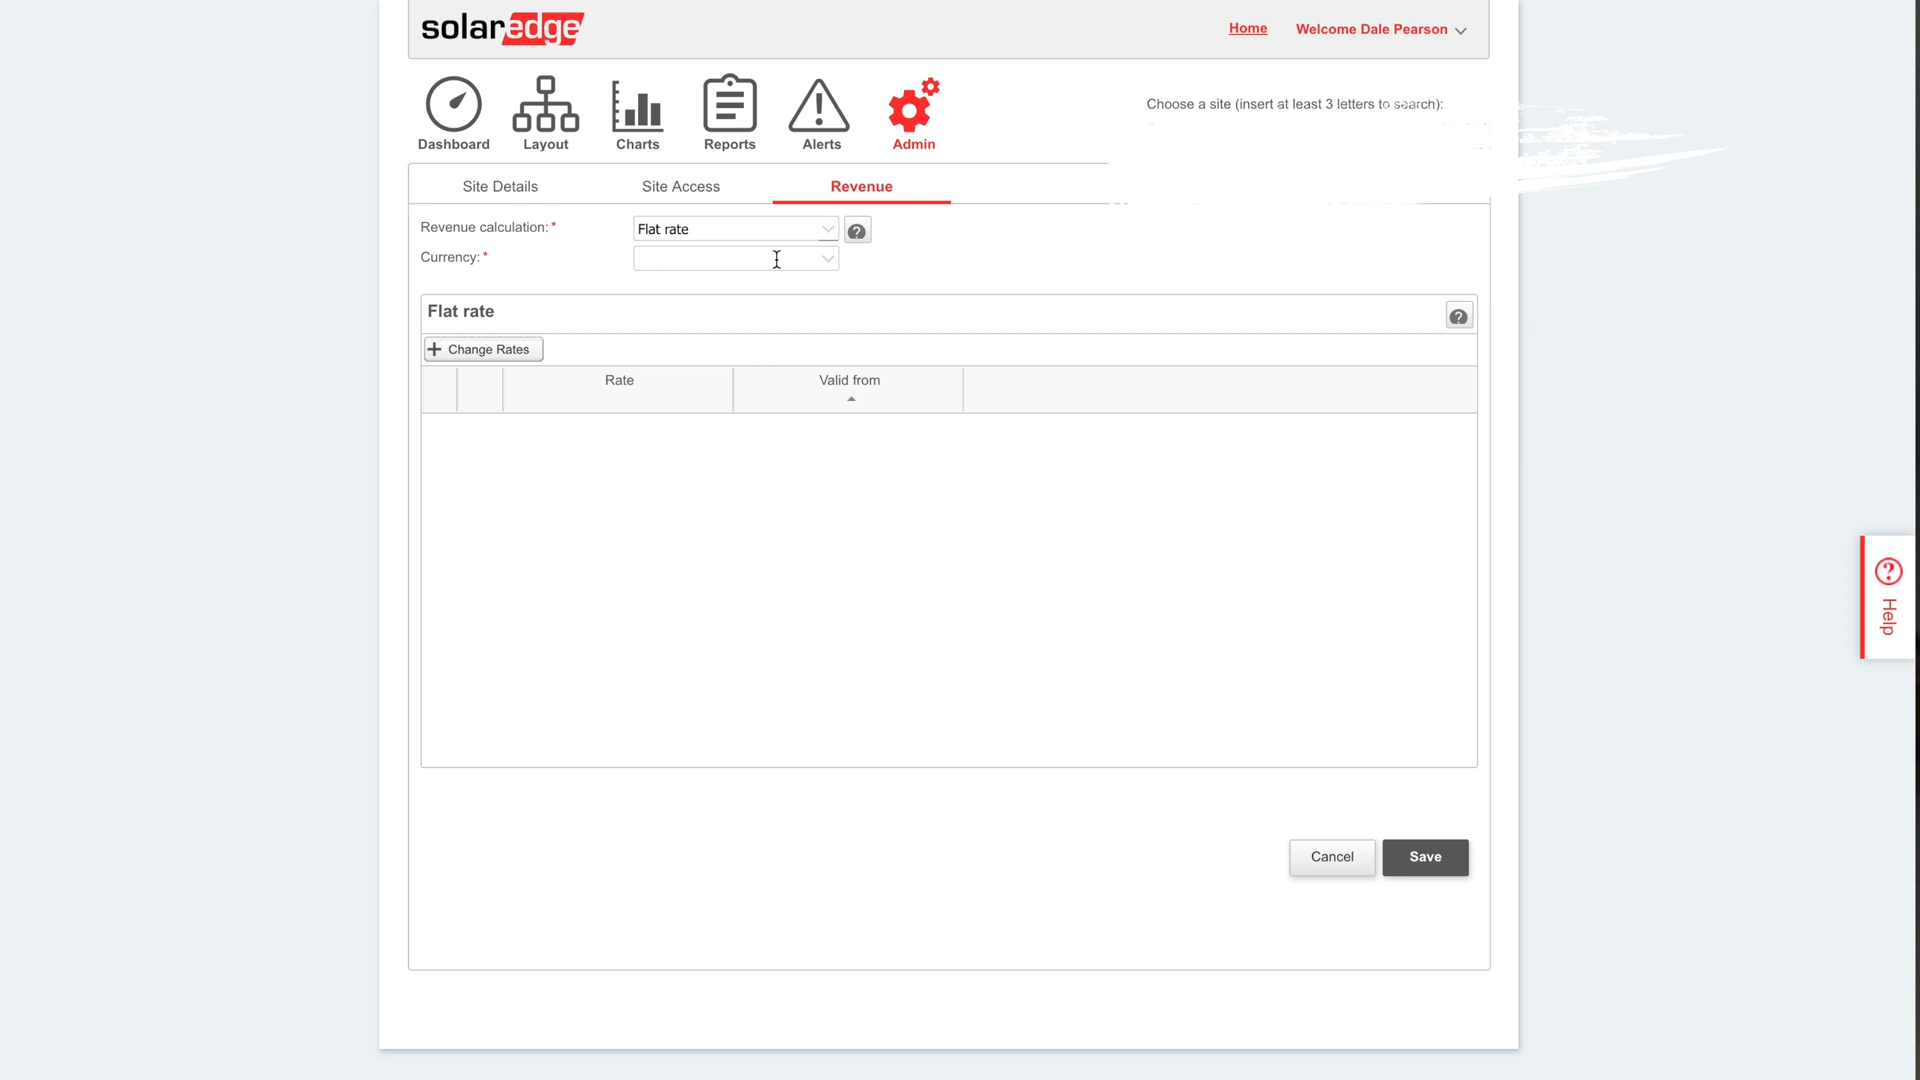 solaredge
Home
Welcome Dale Pearson
Dashboard
Layout
Charts
Reports
Alerts
Admin
Choose a site (insert at least 3 letters to search):
Site Details
Site Access
Revenue
Revenue calculation:*
Flat rate
?
Currency:*
Flat rate
?
+ Change Rates
Rate
Valid from
Cancel
Save
?
Help